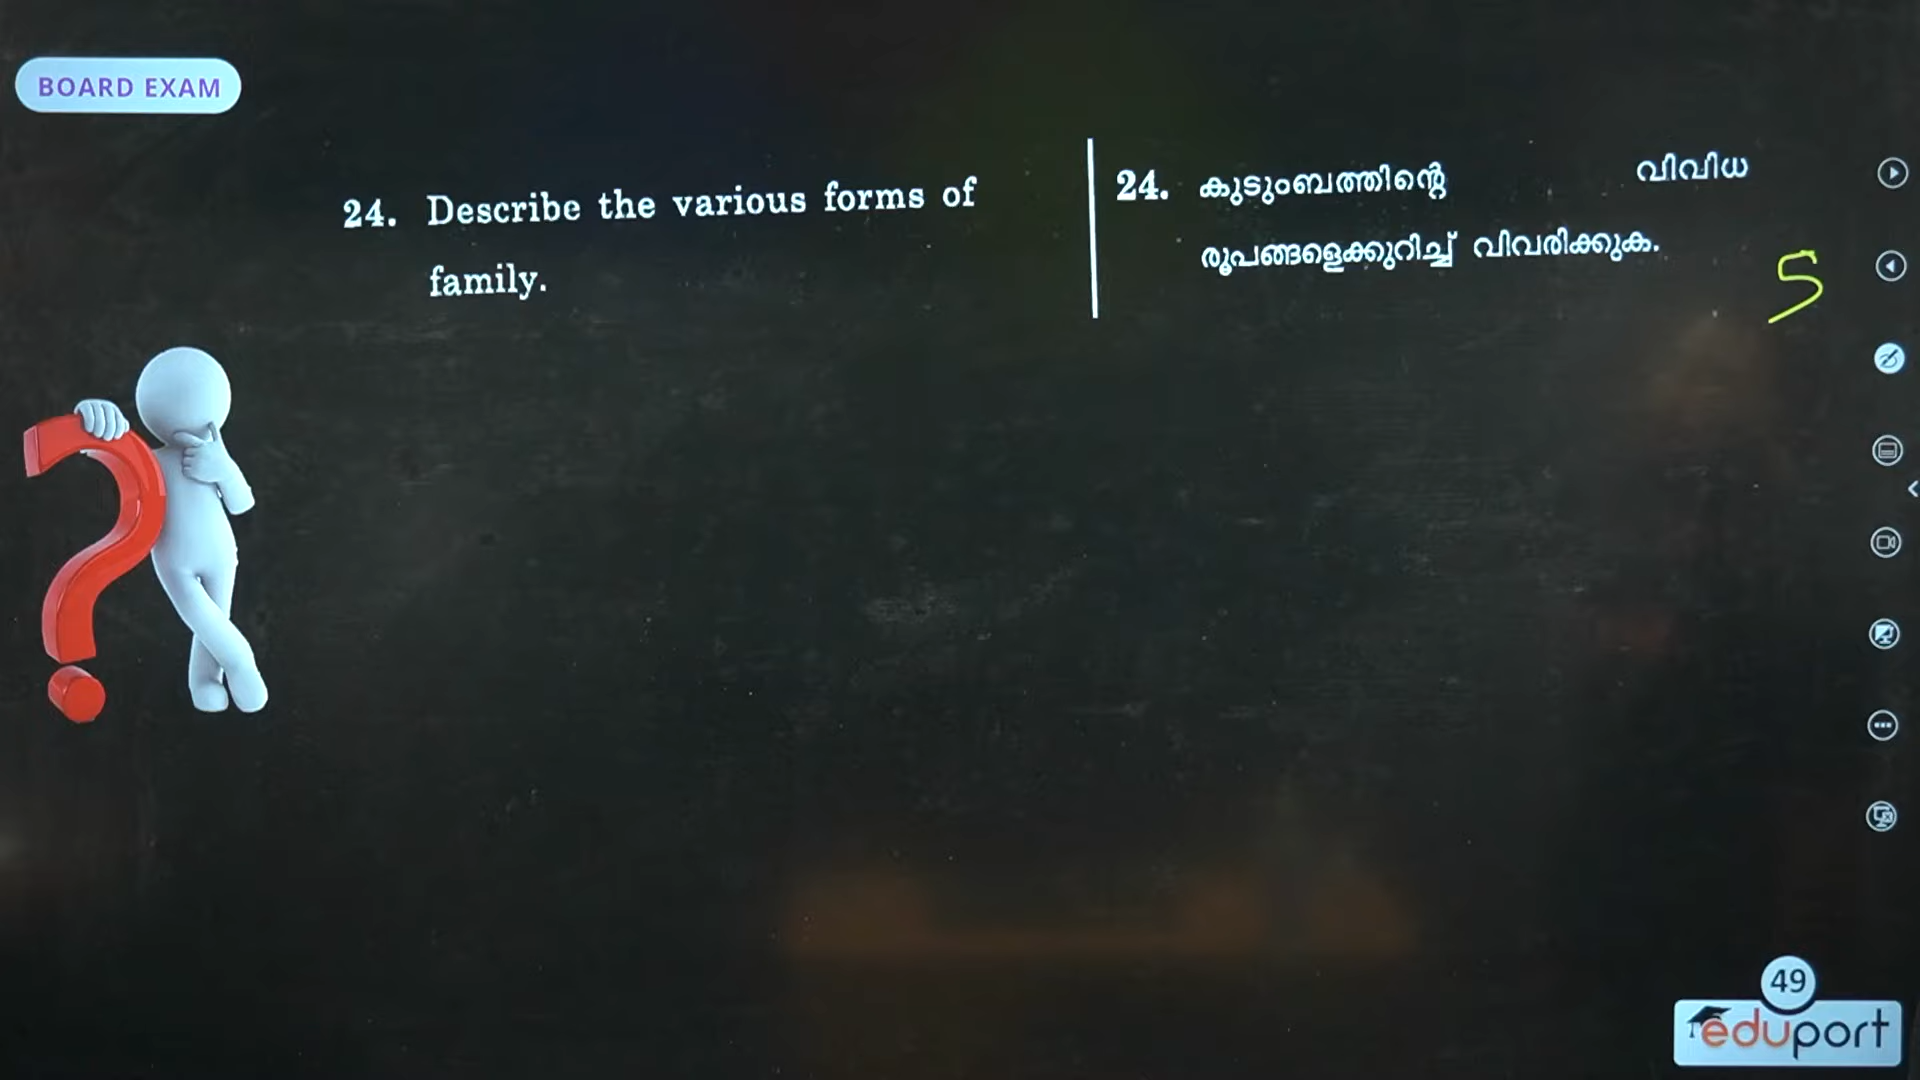 BOARD EXAM
24. Describe the various forms of
family.
24. കുടുംബത്തിന്റെ വിവിധ
രൂപങ്ങളെക്കുറിച്ച് വിവരിക്കുക.
5
49
eduport